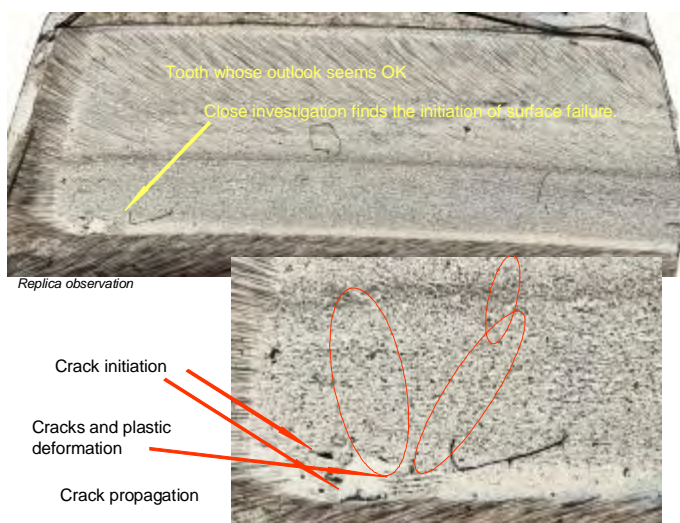 Tooth whose outlook seems OK
Close investigation finds the initiation of surface failure.
Replica observation
Crack initiation
Cracks and plastic
deformation
Crack propagation